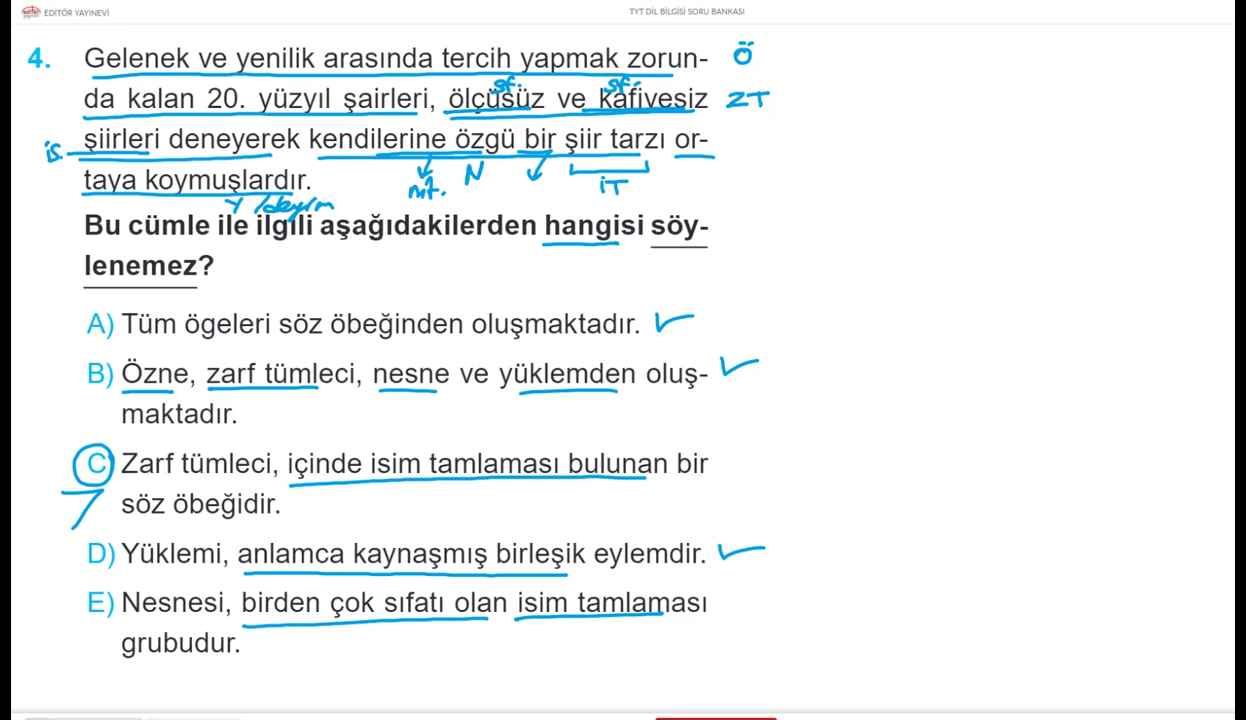 EDİTÖR YAYINEVİ
TYT DİL BİLGİSİ SORU BANKASI
4. Gelenek ve yenilik arasında tercih yapmak zorun- Ö
sf. sf.
da kalan 20. yüzyıl şairleri, ölçüsüz ve kafiyesiz ZT
is. şiirleri deneyerek kendilerine özgü bir şiir tarzı or-
N İT
taya koymuşlardır.
Y /deyim
Bu cümle ile ilgili aşağıdakilerden hangisi söy-
lenemez?
A) Tüm ögeleri söz öbeğinden oluşmaktadır.
B) Özne, zarf tümleci, nesne ve yüklemden oluş-
maktadır.
C) Zarf tümleci, içinde isim tamlaması bulunan bir
söz öbeğidir.
D) Yüklemi, anlamca kaynaşmış birleşik eylemdir.
E) Nesnesi, birden çok sıfatı olan isim tamlaması
grubudur.